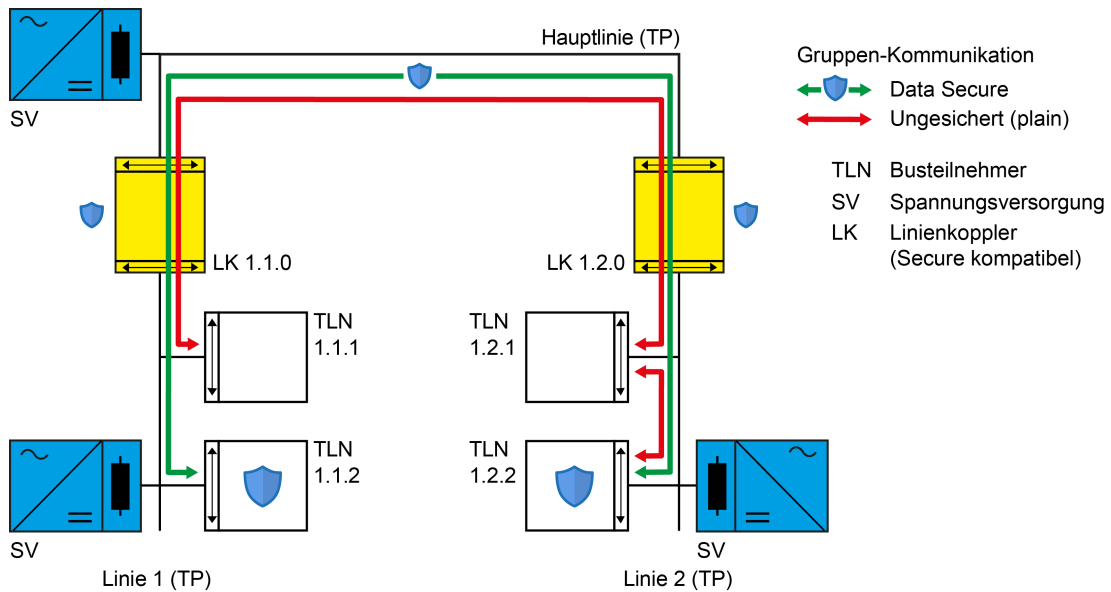 Hauptlinie (TP)
SV
Gruppen-Kommunikation
Data Secure
Ungesichert (plain)
TLN Busteilnehmer
SV Spannungsversorgung
LK Linienkoppler
(Secure kompatibel)
LK 1.1.0
LK 1.2.0
TLN
1.1.1
TLN
1.2.1
TLN
1.1.2
TLN
1.2.2
SV
SV
Linie 1 (TP)
Linie 2 (TP)